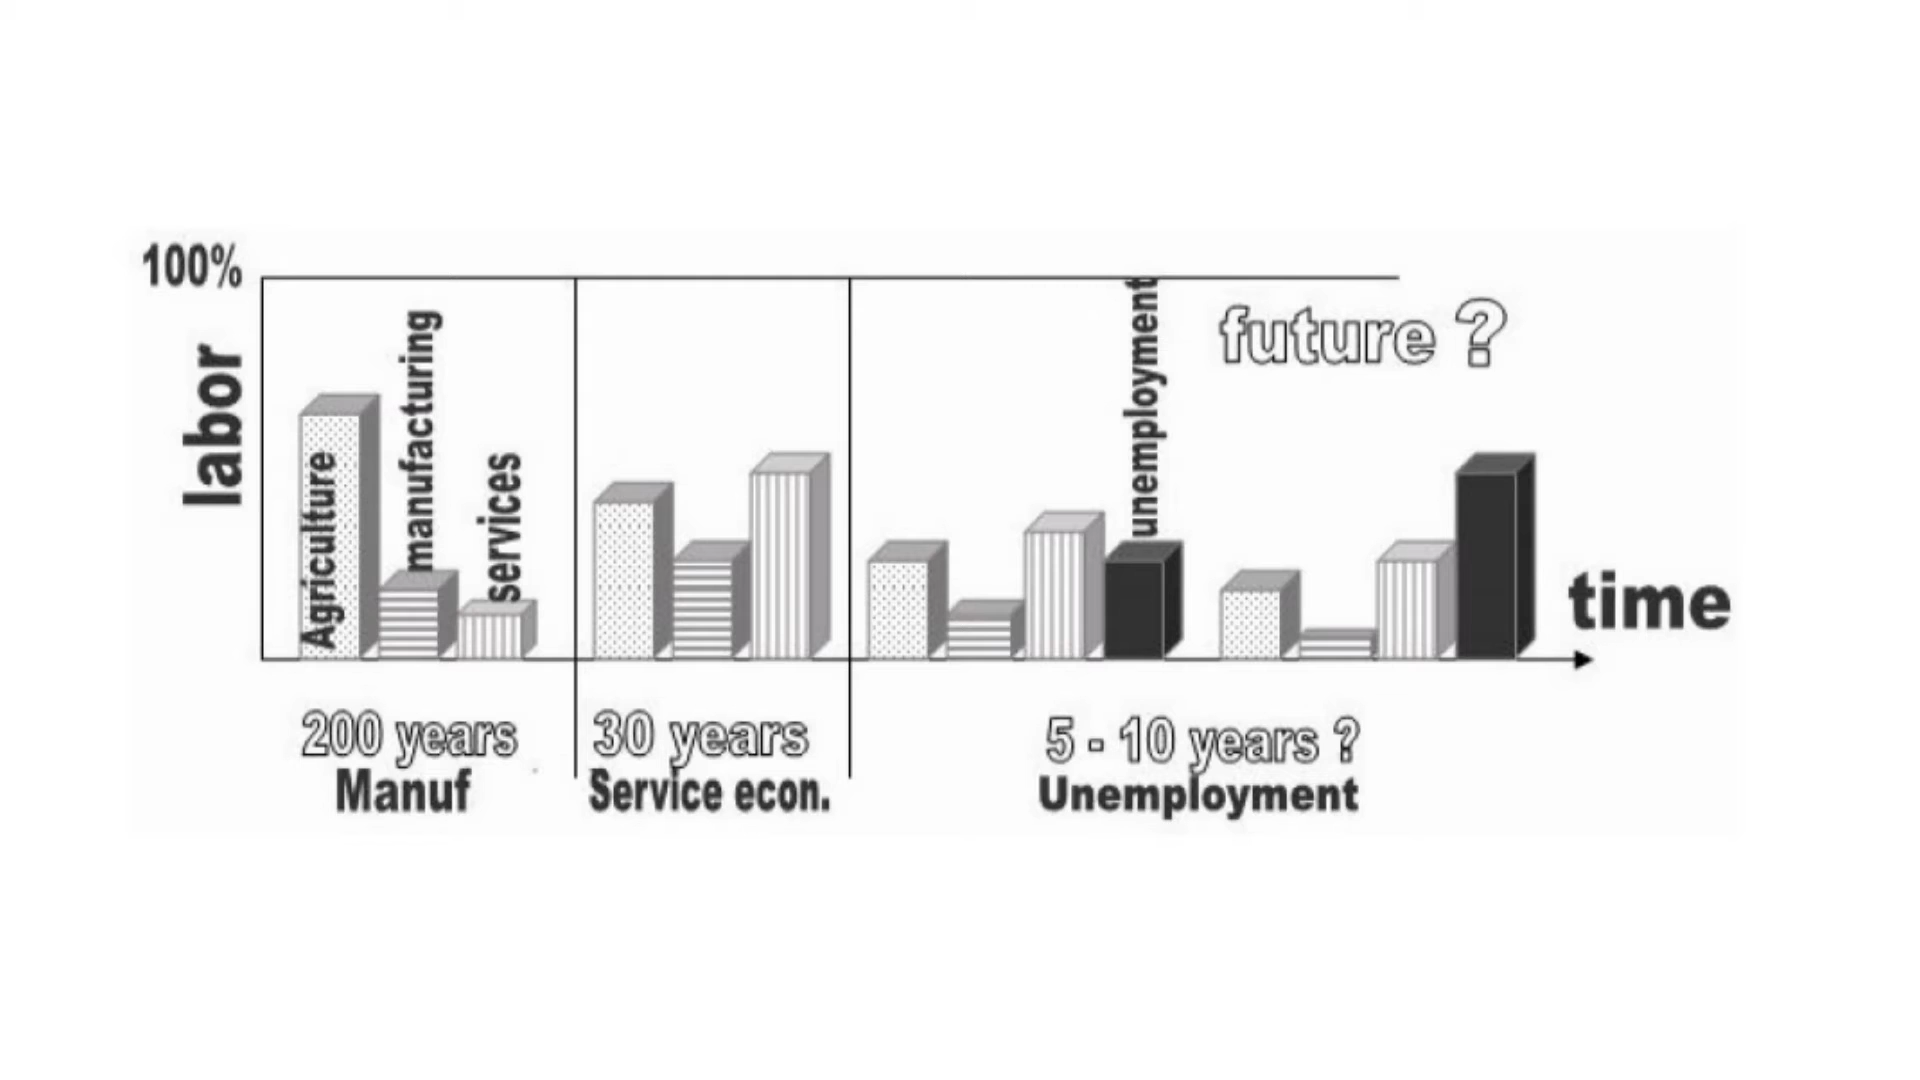 100%
labor
Agriculture
manufacturing
services
unemployment
future ?
time
200 years
Manuf
30 years
Service econ.
5 - 10 years ?
Unemployment